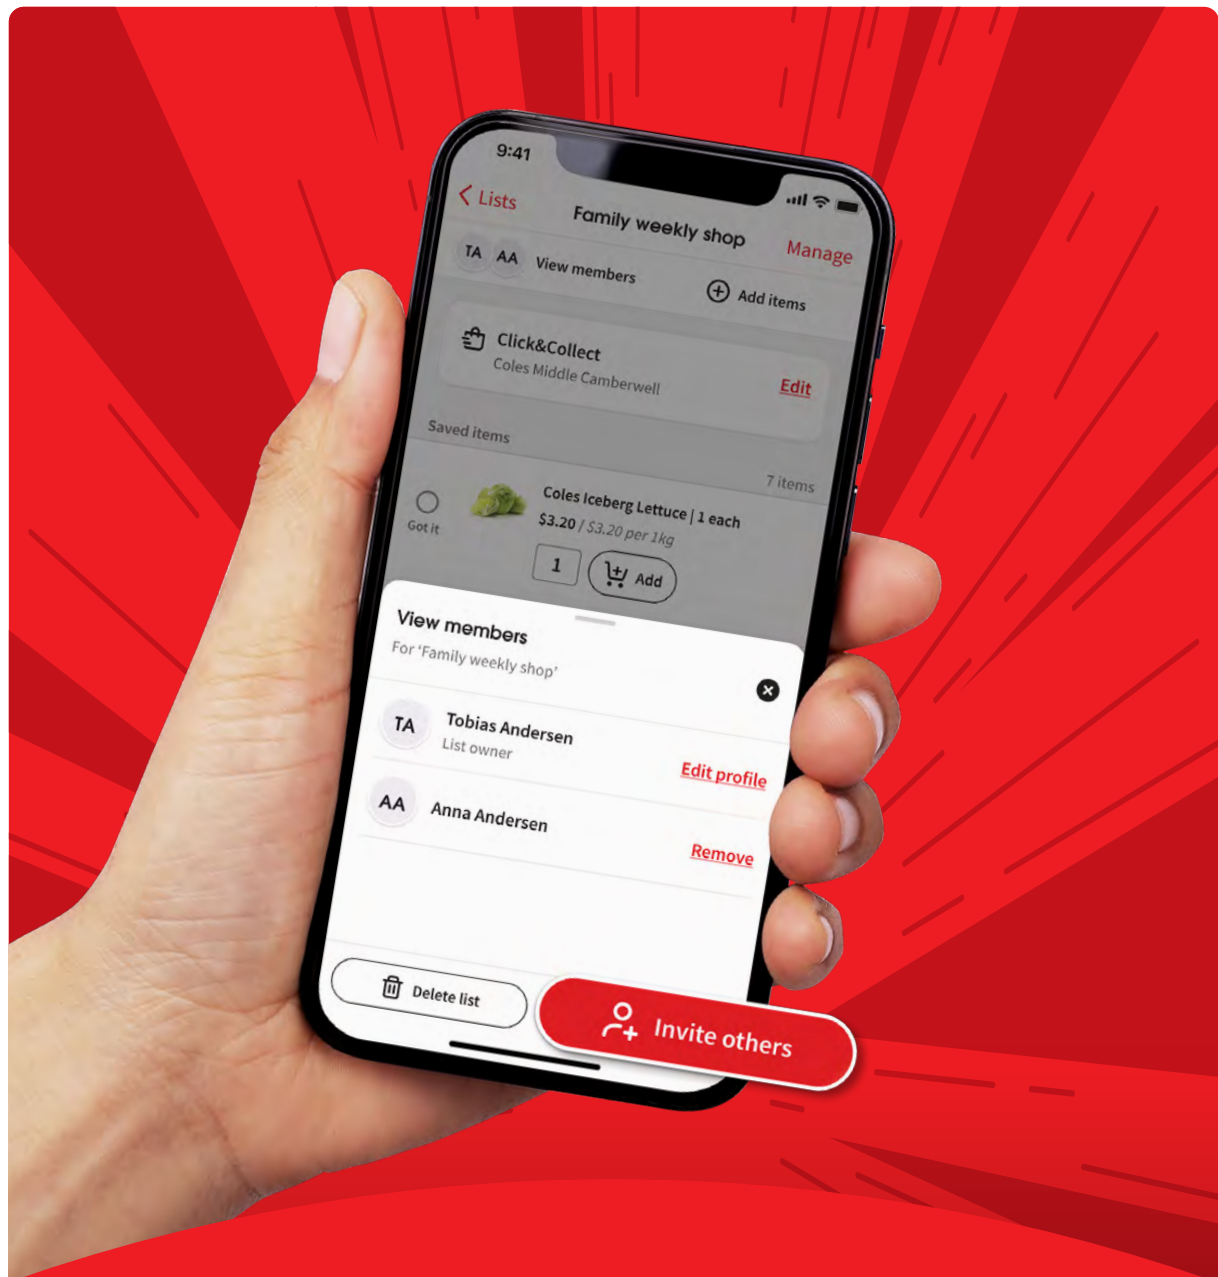 9:41
Lists
Family weekly shop
Manage
TA AA View members
Add items
Click&Collect
Coles Middle Camberwell
Edit
Saved items
7 items
Got it
Coles Iceberg Lettuce | 1 each
$3.20 / $3.20 per 1kg
1
Add
View members
For ‘Family weekly shop’
TA
Tobias Andersen
List owner
Edit profile
AA
Anna Andersen
Remove
Delete list
Invite others